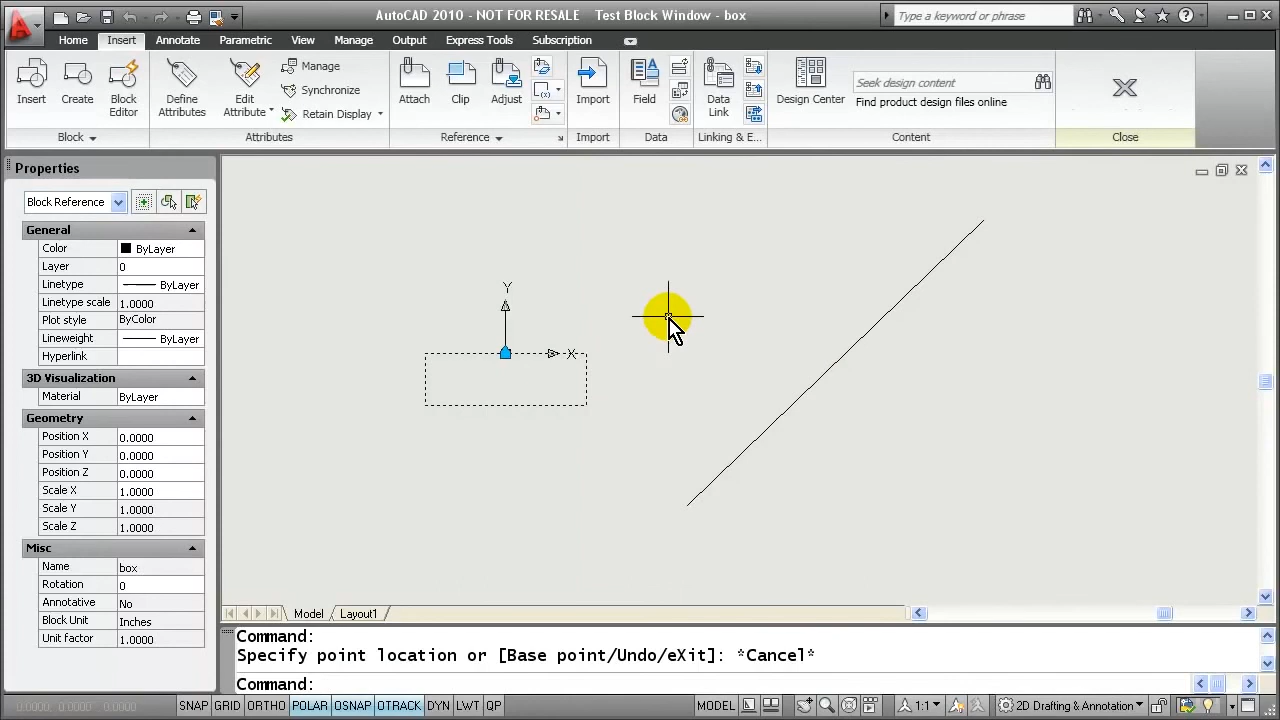 AutoCAD 2010 - NOT FOR RESALE Test Block Window - box
Type a keyword or phrase
Home Insert Annotate Parametric View Manage Output Express Tools Subscription
Insert Create Block Editor
Block
Define Attributes Edit Attribute
Manage
Synchronize
Retain Display
Attributes
Attach Clip Adjust
Reference
Import
Import
Field
Data
Data Link
Linking & E...
Design Center
Seek design content
Find product design files online
Content
Close
Properties
Block Reference
General
Color ByLayer
Layer 0
Linetype ByLayer
Linetype scale 1.0000
Plot style ByColor
Lineweight ByLayer
Hyperlink
3D Visualization
Material ByLayer
Geometry
Position X 0.0000
Position Y 0.0000
Position Z 0.0000
Scale X 1.0000
Scale Y 1.0000
Scale Z 1.0000
Misc
Name box
Rotation 0
Annotative No
Block Unit Inches
Unit factor 1.0000
Y
X
Model Layout1
Command:
Specify point location or [Base point/Undo/eXit]: *Cancel*
Command:
0.0000, 0.0000, 0.0000 SNAP GRID ORTHO POLAR OSNAP OTRACK DYN LWT QP MODEL 1:1 2D Drafting & Annotation